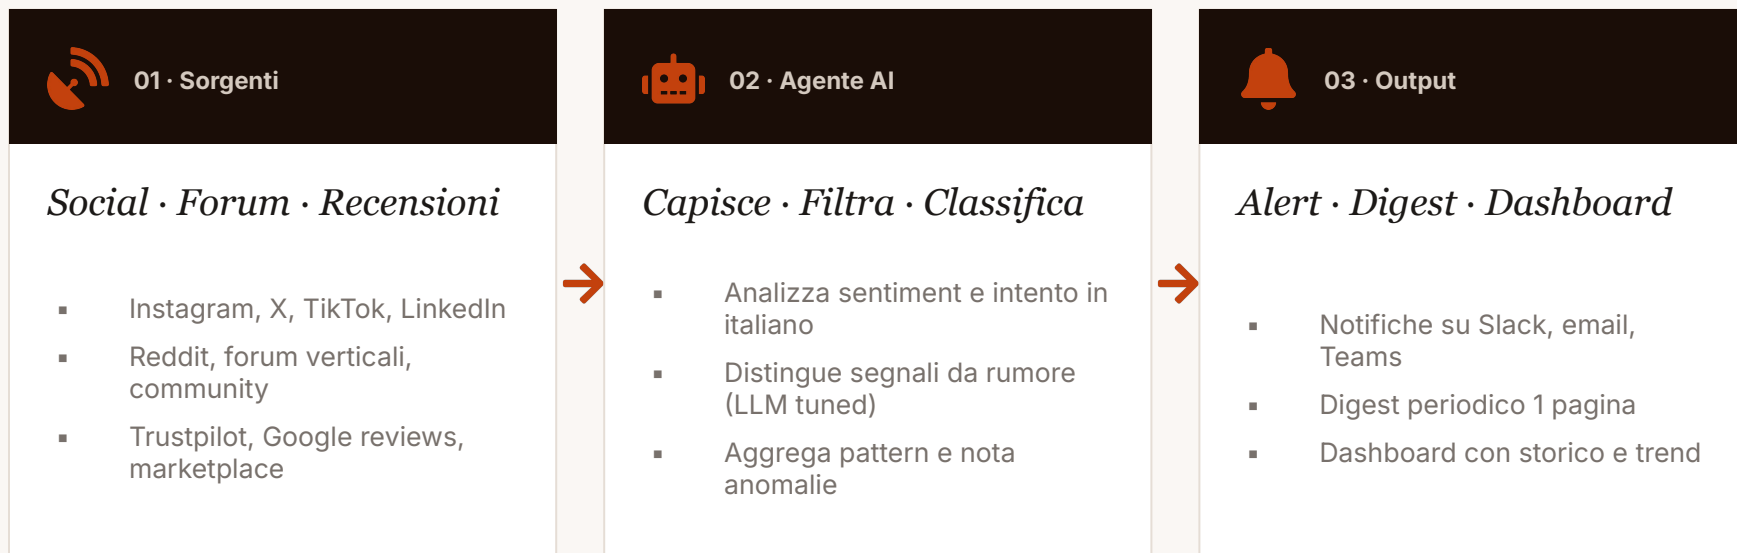 01 · Sorgenti
Social · Forum · Recensioni
▪ Instagram, X, TikTok, LinkedIn
▪ Reddit, forum verticali,
community
▪ Trustpilot, Google reviews,
marketplace
02 · Agente AI
Capisce · Filtra · Classifica
▪ Analizza sentiment e intento in
italiano
▪ Distingue segnali da rumore
(LLM tuned)
▪ Aggrega pattern e nota
anomalie
03 · Output
Alert · Digest · Dashboard
▪ Notifiche su Slack, email,
Teams
▪ Digest periodico 1 pagina
▪ Dashboard con storico e trend